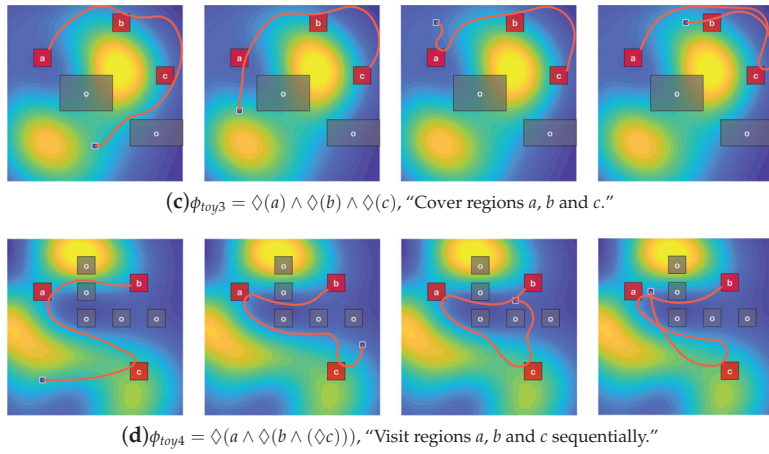 b b b b
a a a a
c c c c
o o o o
o o o o
(c) ϕtoy3 = ◊(a) ∧ ◊(b) ∧ ◊(c), “Cover regions a, b and c.”
o o o o
a o b a o b a o b a o b
o o o o o o o o o o o o
c c c c
(d) ϕtoy4 = ◊(a ∧ ◊(b ∧ (◊c))), “Visit regions a, b and c sequentially.”